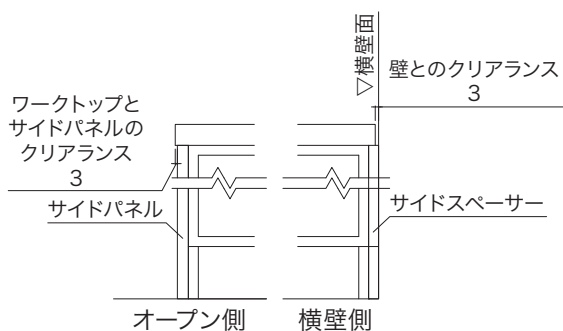 ▽横壁面
壁とのクリアランス
3
ワークトップと
サイドパネルの
クリアランス
3
サイドパネル
サイドスペーサー
オープン側
横壁側